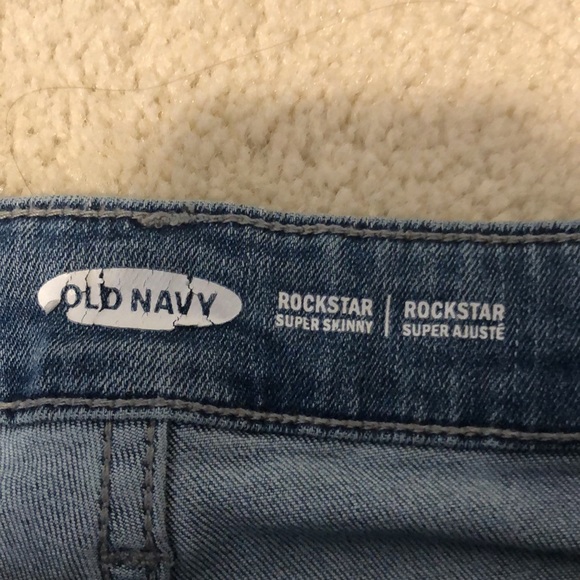 OLD NAVY
ROCKSTAR
SUPER SKINNY
ROCKSTAR
SUPER AJUSTÉ